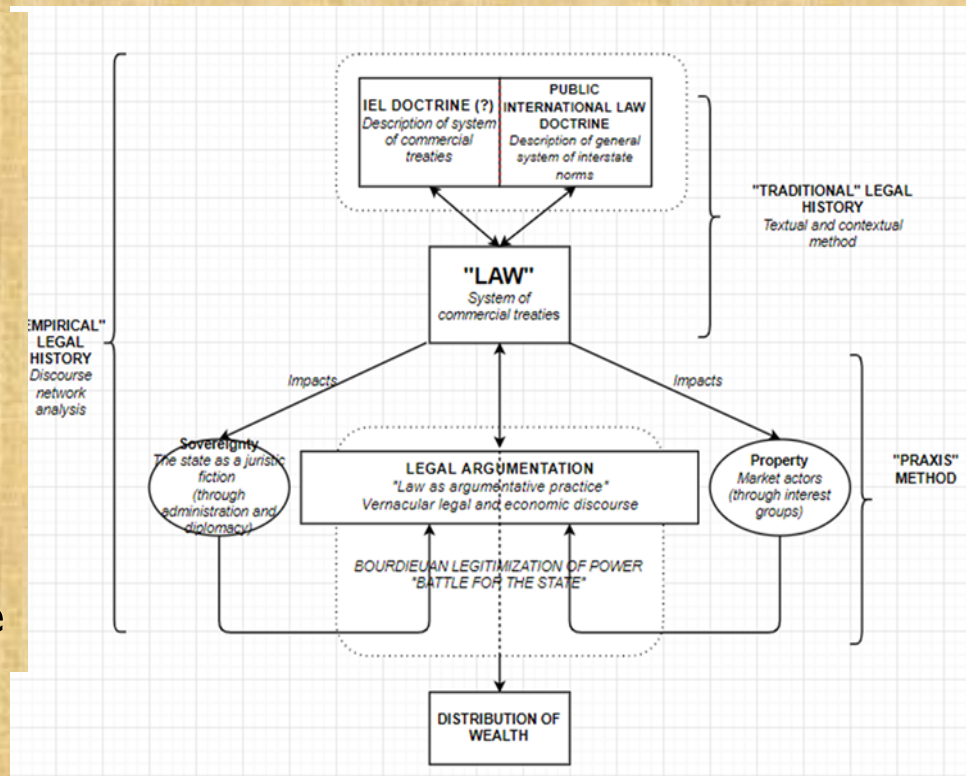 IEL DOCTRINE (?)
Description of system
of commercial
treaties
PUBLIC
INTERNATIONAL LAW
DOCTRINE
Description of general
system of interstate
norms
"TRADITIONAL" LEGAL
HISTORY
Textual and contextual
method
"LAW"
System of
commercial treaties
EMPIRICAL"
LEGAL
HISTORY
Discourse
network
analysis
Impacts
Impacts
Sovereignty
The state as a juristic
fiction
(through
administration and
diplomacy)
LEGAL ARGUMENTATION
"Law as argumentative practice"
Vernacular legal and economic discourse
Property
Market actors
(through interest
groups)
"PRAXIS"
METHOD
BOURDIEUAN LEGITIMIZATION OF POWER
"BATTLE FOR THE STATE"
e
DISTRIBUTION OF
WEALTH